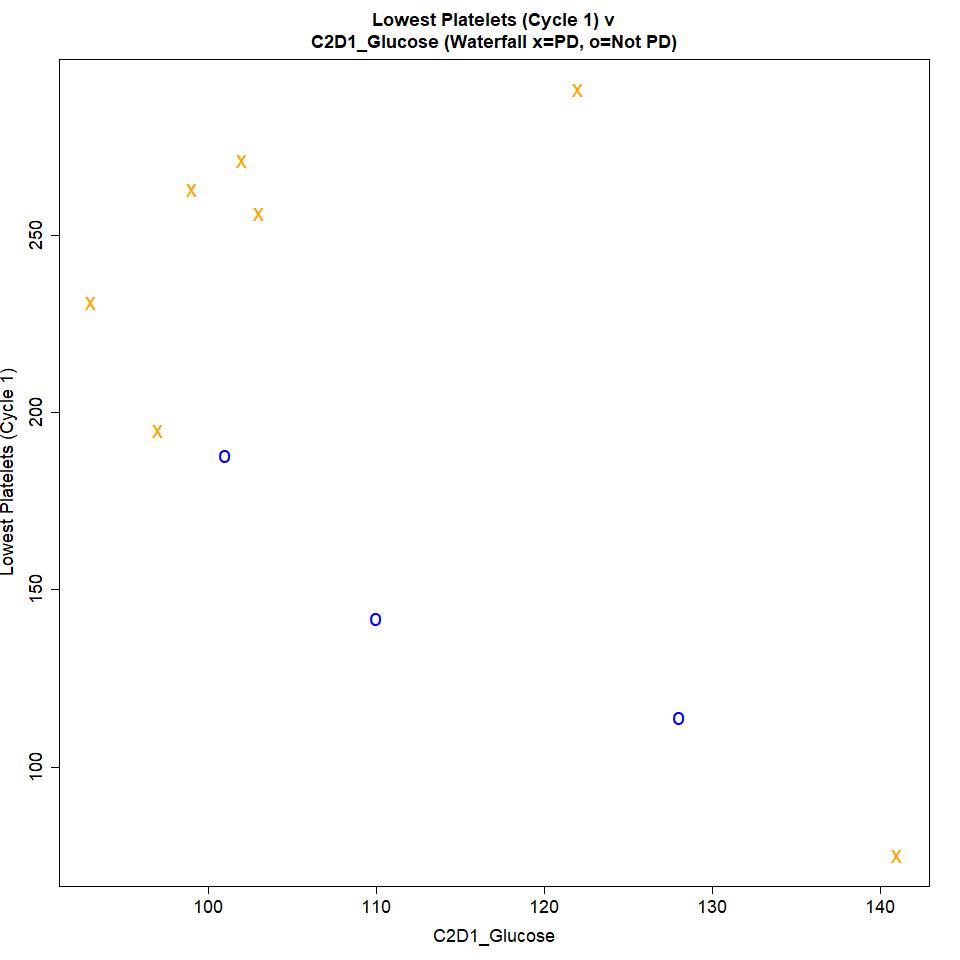 Lowest Platelets (Cycle 1) v
C2D1_Glucose (Waterfall x=PD, o=Not PD)
Lowest Platelets (Cycle 1)
250
200
150
100
X
X
X
X
X
X
O
O
O
X
100
110
120
130
140
C2D1_Glucose